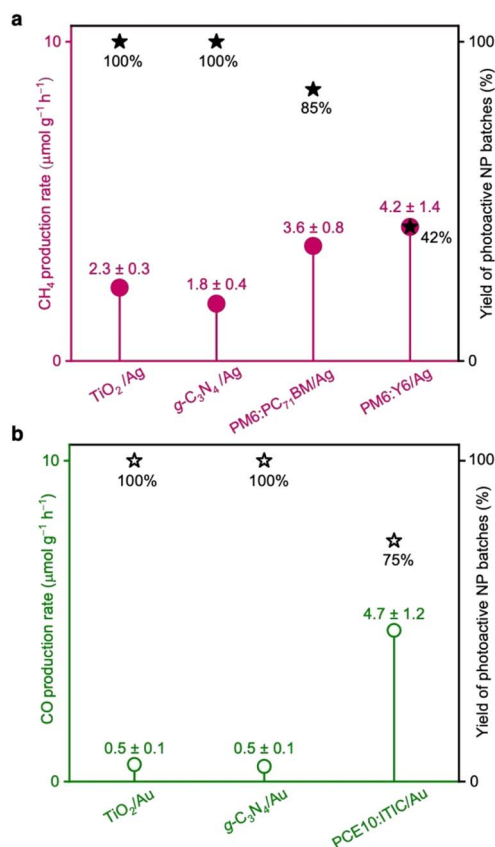 a
CH₄ production rate (μmol g⁻¹ h⁻¹)
10
0
100%
100%
85%
4.2 ± 1.4
42%
3.6 ± 0.8
2.3 ± 0.3
1.8 ± 0.4
TiO₂/Ag
g-C₃N₄/Ag
PM6:PC₇₁BM/Ag
PM6:Y6/Ag
100
0
Yield of photoactive NP batches (%)
b
CO production rate (μmol g⁻¹ h⁻¹)
10
0
100%
100%
75%
4.7 ± 1.2
0.5 ± 0.1
0.5 ± 0.1
TiO₂/Au
g-C₃N₄/Au
PCE10:ITIC/Au
100
0
Yield of photoactive NP batches (%)